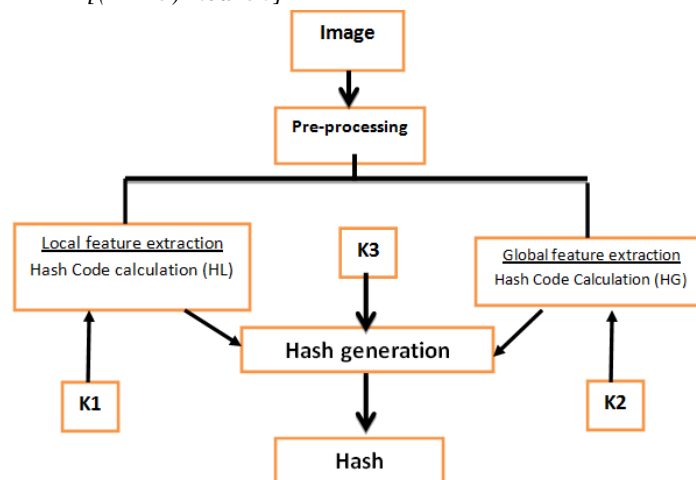 Image
Pre-processing
Local feature extraction
Hash Code calculation (HL)
K3
Global feature extraction
Hash Code Calculation (HG)
Hash generation
K1
K2
Hash